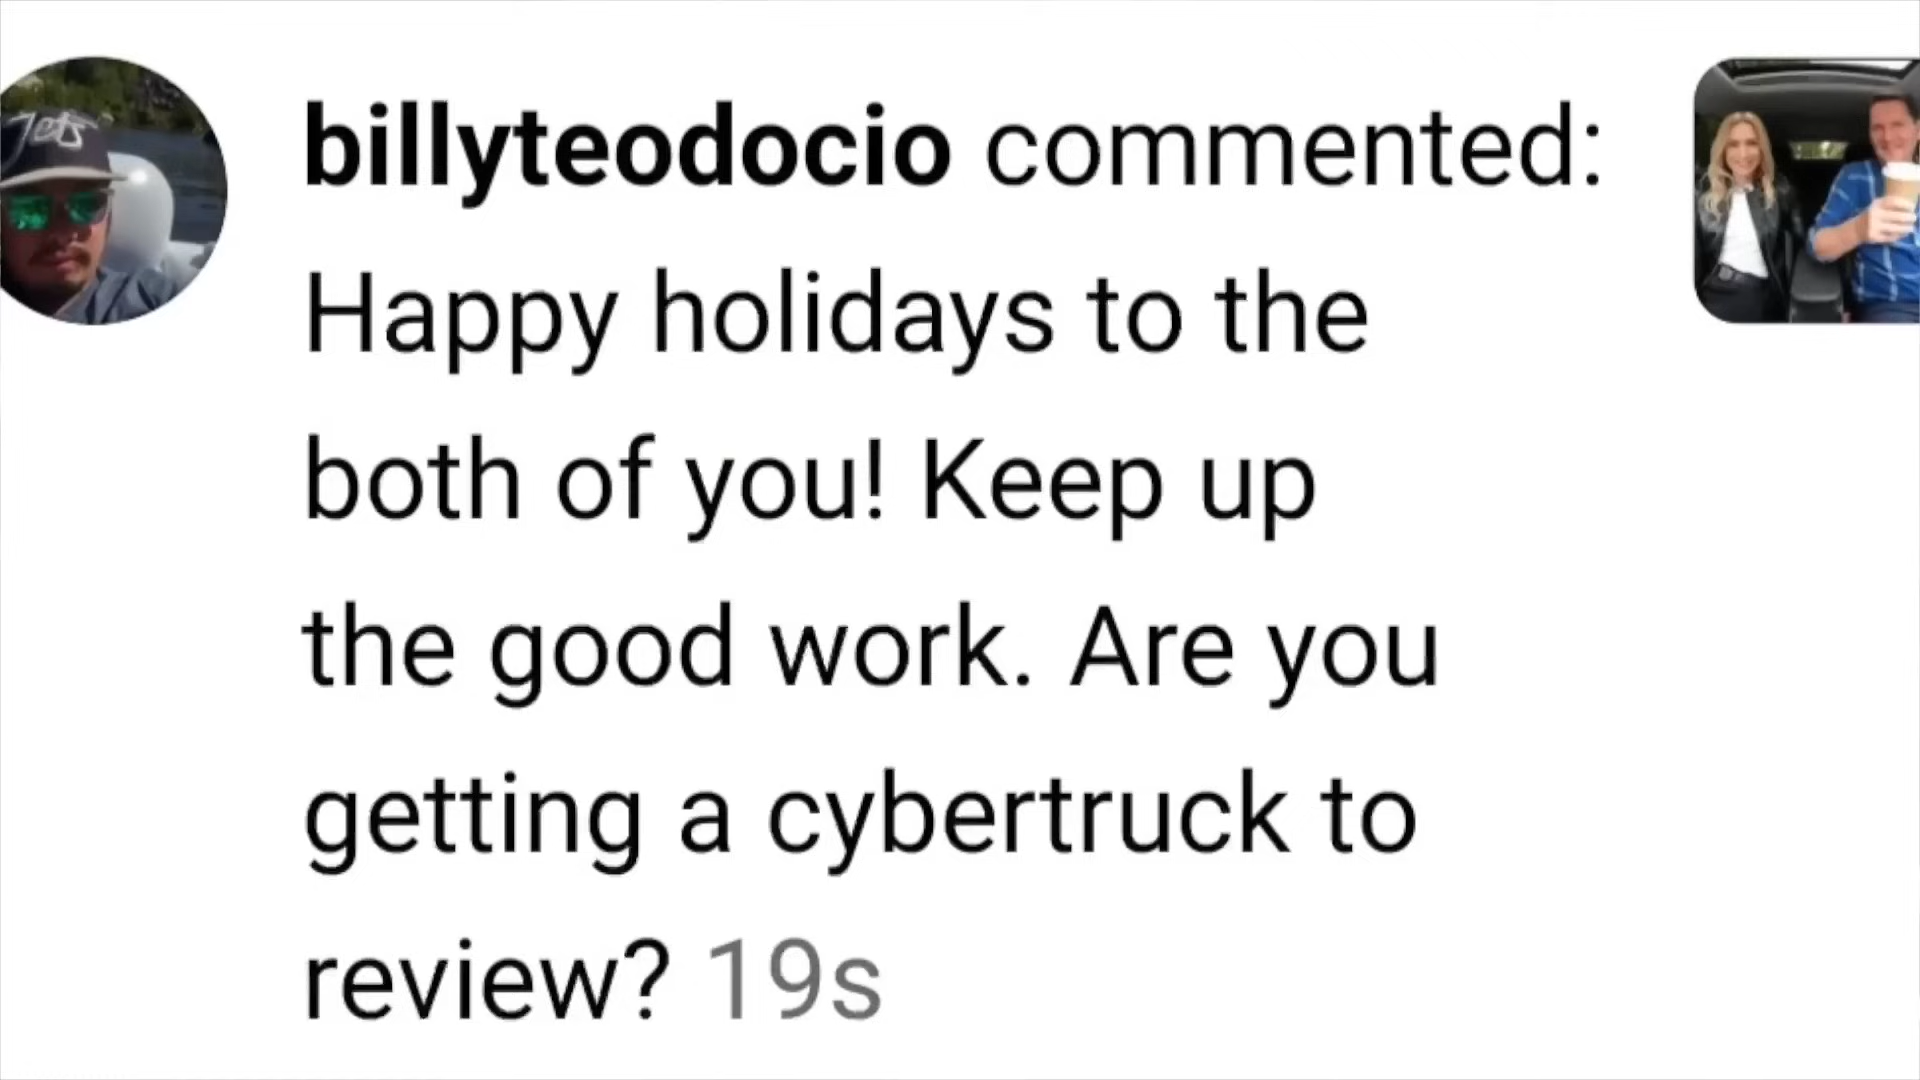 Jets
billyteodocio commented:
Happy holidays to the
both of you! Keep up
the good work. Are you
getting a cybertruck to
review? 19s